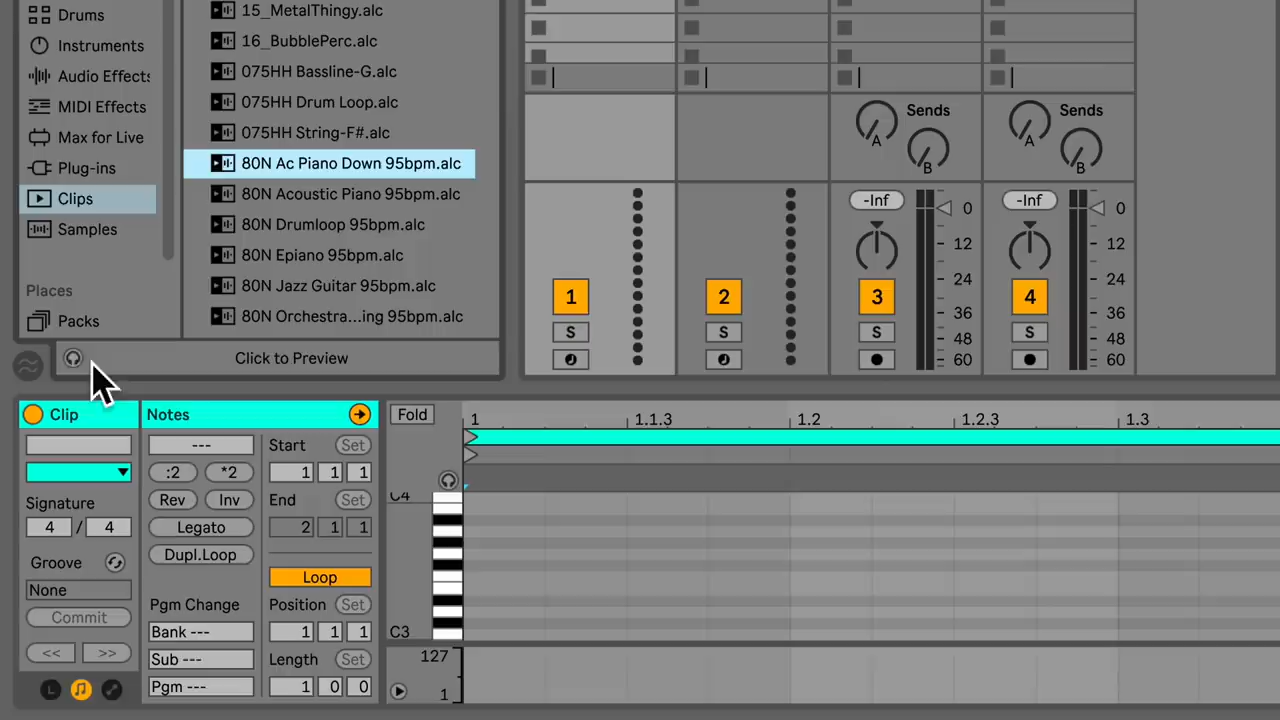 Drums
Instruments
Audio Effects
MIDI Effects
Max for Live
Plug-ins
Clips
Samples
Places
Packs
15_MetalThingy.alc
16_BubblePerc.alc
075HH Bassline-G.alc
075HH Drum Loop.alc
075HH String-F#.alc
80N Ac Piano Down 95bpm.alc
80N Acoustic Piano 95bpm.alc
80N Drumloop 95bpm.alc
80N Epiano 95bpm.alc
80N Jazz Guitar 95bpm.alc
80N Orchestra...ing 95bpm.alc
Click to Preview
Sends
A
B
Sends
A
B
1
S
2
S
-Inf
0
12
24
36
48
60
3
S
-Inf
0
12
24
36
48
60
4
S
Clip
Signature
4 / 4
Groove
None
Commit
<< >>
L
Notes
---
:2 *2
Rev Inv
Legato
Dupl.Loop
Pgm Change
Bank ---
Sub ---
Pgm ---
Start Set
1 1 1
End Set
2 1 1
Loop
Position Set
1 1 1
Length Set
1 0 0
Fold
1 1.1.3 1.2 1.2.3 1.3
C4
C3
127
1